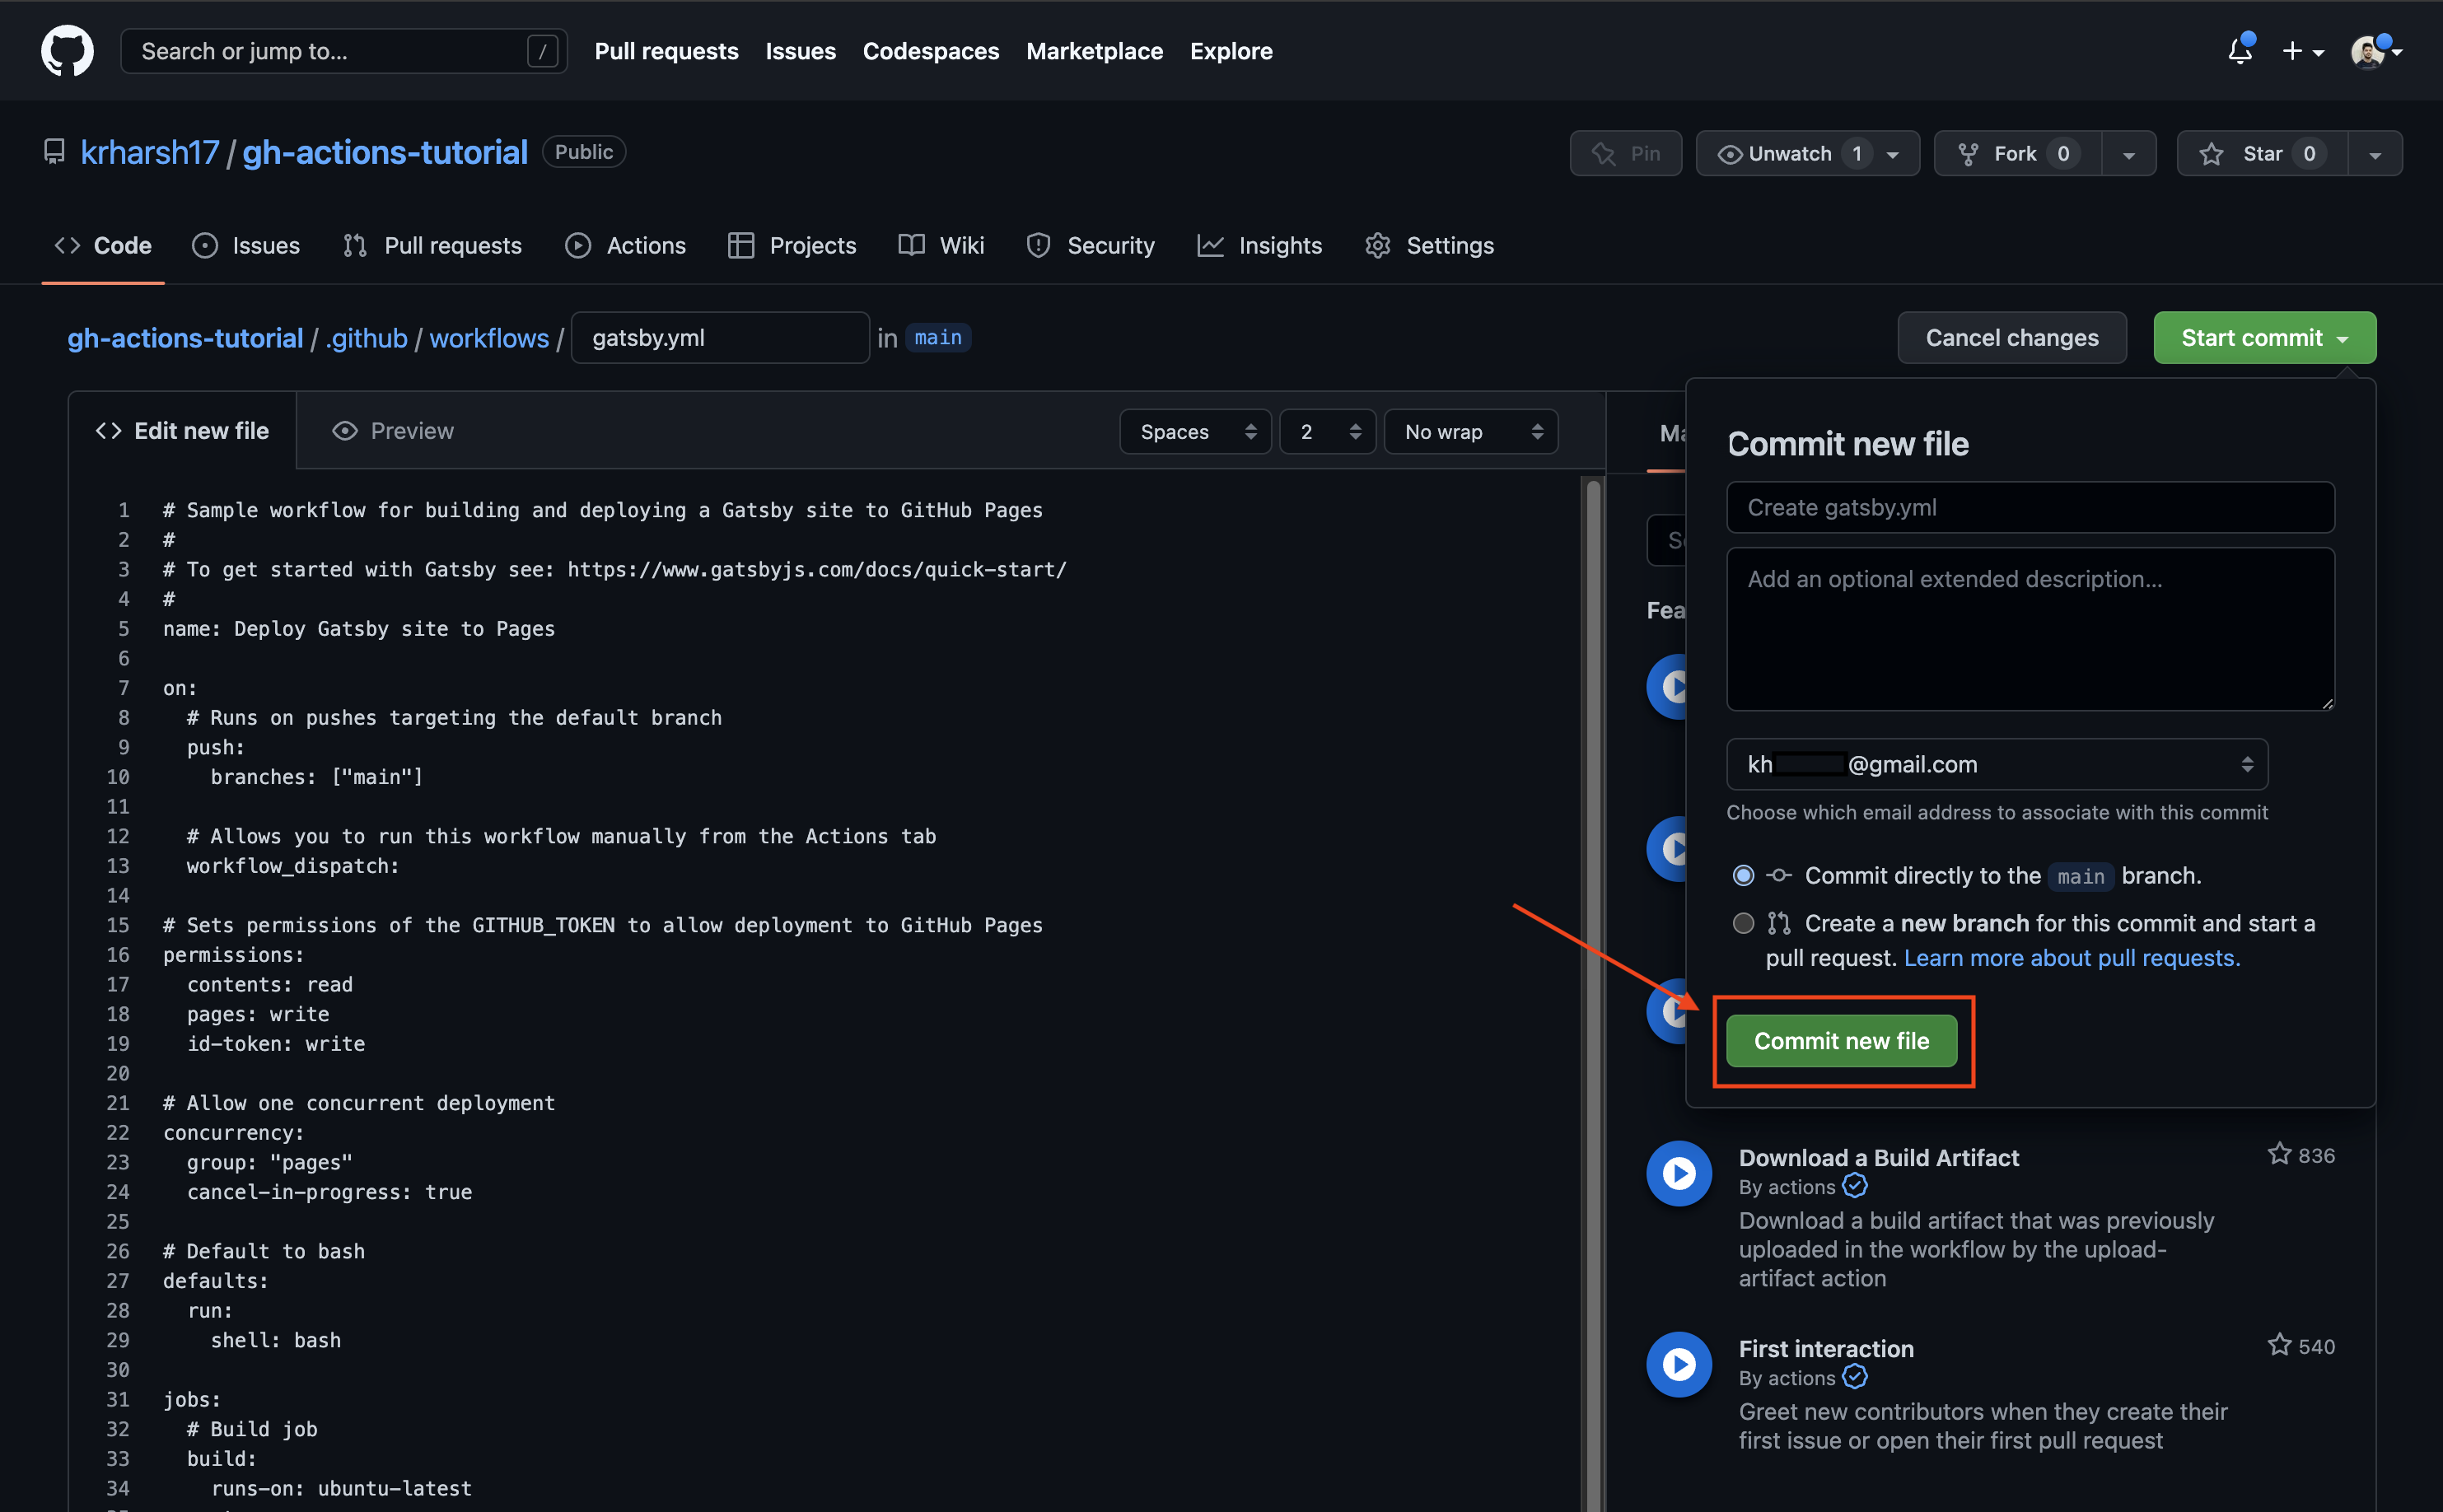 Search or jump to... /
Pull requests Issues Codespaces Marketplace Explore
krharsh17 / gh-actions-tutorial Public
Pin Unwatch 1 Fork 0 Star 0
Code Issues Pull requests Actions Projects Wiki Security Insights Settings
gh-actions-tutorial / .github / workflows / gatsby.yml in main
Cancel changes Start commit
Edit new file Preview Spaces 2 No wrap
1 # Sample workflow for building and deploying a Gatsby site to GitHub Pages
2 #
3 # To get started with Gatsby see: https://www.gatsbyjs.com/docs/quick-start/
4 #
5 name: Deploy Gatsby site to Pages
6
7 on:
8 # Runs on pushes targeting the default branch
9 push:
10 branches: ["main"]
11
12 # Allows you to run this workflow manually from the Actions tab
13 workflow_dispatch:
14
15 # Sets permissions of the GITHUB_TOKEN to allow deployment to GitHub Pages
16 permissions:
17 contents: read
18 pages: write
19 id-token: write
20
21 # Allow one concurrent deployment
22 concurrency:
23 group: "pages"
24 cancel-in-progress: true
25
26 # Default to bash
27 defaults:
28 run:
29 shell: bash
30
31 jobs:
32 # Build job
33 build:
34 runs-on: ubuntu-latest
Commit new file
Create gatsby.yml
Add an optional extended description...
kh @gmail.com
Choose which email address to associate with this commit
Commit directly to the main branch.
Create a new branch for this commit and start a
pull request. Learn more about pull requests.
Commit new file
Download a Build Artifact 836
By actions
Download a build artifact that was previously
uploaded in the workflow by the upload-
artifact action
First interaction 540
By actions
Greet new contributors when they create their
first issue or open their first pull request